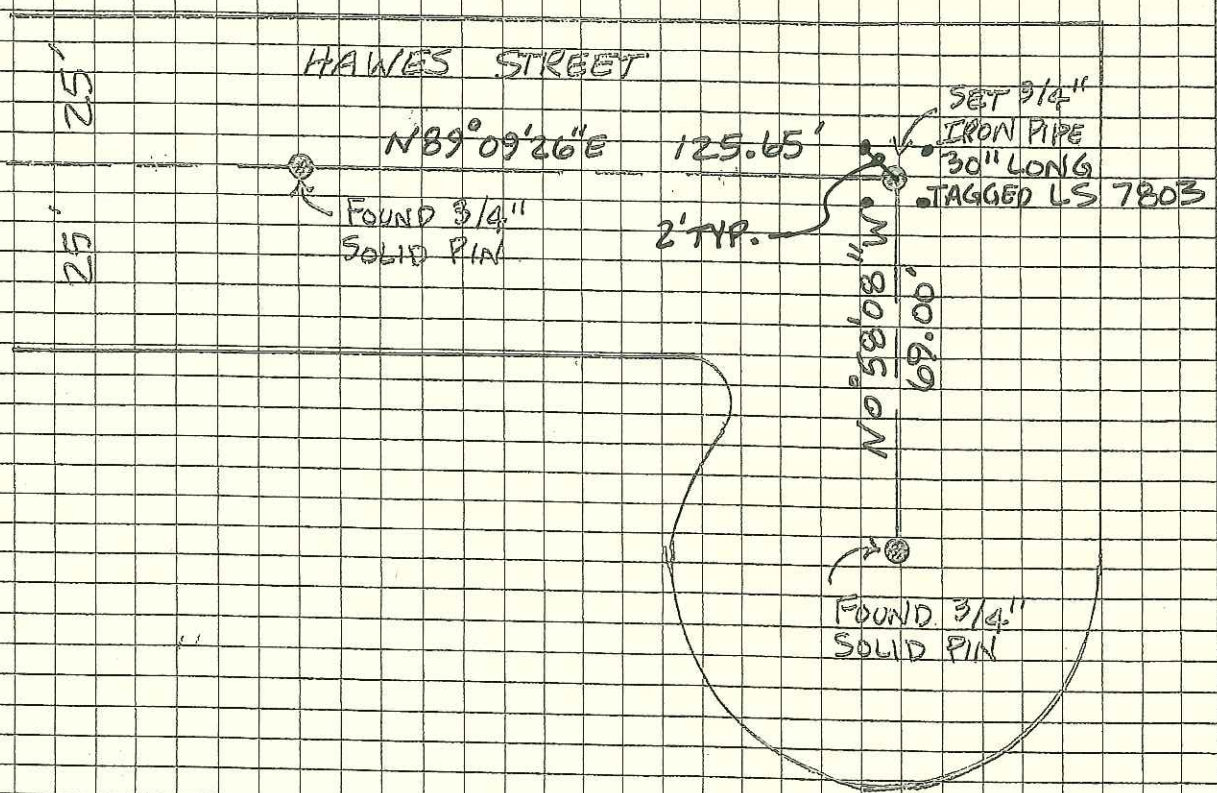 25'
25'
HAWES STREET
N89°09'26"E 125.65'
SET 3/4"
IRON PIPE
30" LONG
TAGGED LS 7803
FOUND 3/4"
SOLID PIN
2' TYP.
N0°58'08"W
69.00'
FOUND 3/4"
SOLID PIN